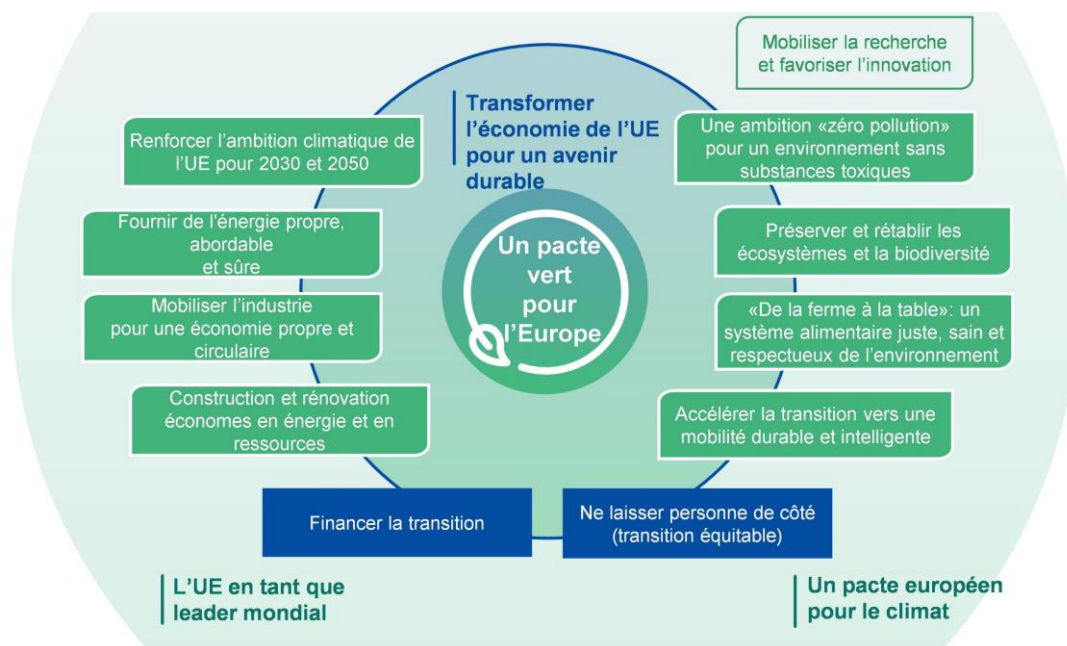 Mobiliser la recherche
et favoriser l’innovation
Transformer
l’économie de l’UE
pour un avenir
durable
Renforcer l’ambition climatique de
l’UE pour 2030 et 2050
Une ambition «zéro pollution»
pour un environnement sans
substances toxiques
Fournir de l'énergie propre,
abordable
et sûre
Préserver et rétablir les
écosystèmes et la biodiversité
Un pacte
vert
pour
l’Europe
Mobiliser l’industrie
pour une économie propre et
circulaire
«De la ferme à la table»: un
système alimentaire juste, sain et
respectueux de l’environnement
Construction et rénovation
économes en énergie et en
ressources
Accélérer la transition vers une
mobilité durable et intelligente
Financer la transition
Ne laisser personne de côté
(transition équitable)
L’UE en tant que
leader mondial
Un pacte européen
pour le climat